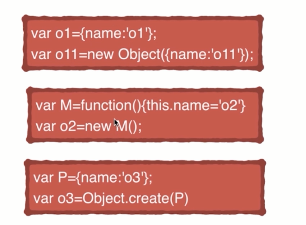 var o1={name:'o1'};
var o11=new Object({name:'o11'});
var M=function(){this.name='o2'}
var o2=new M();
var P={name:'o3'};
var o3=Object.create(P)